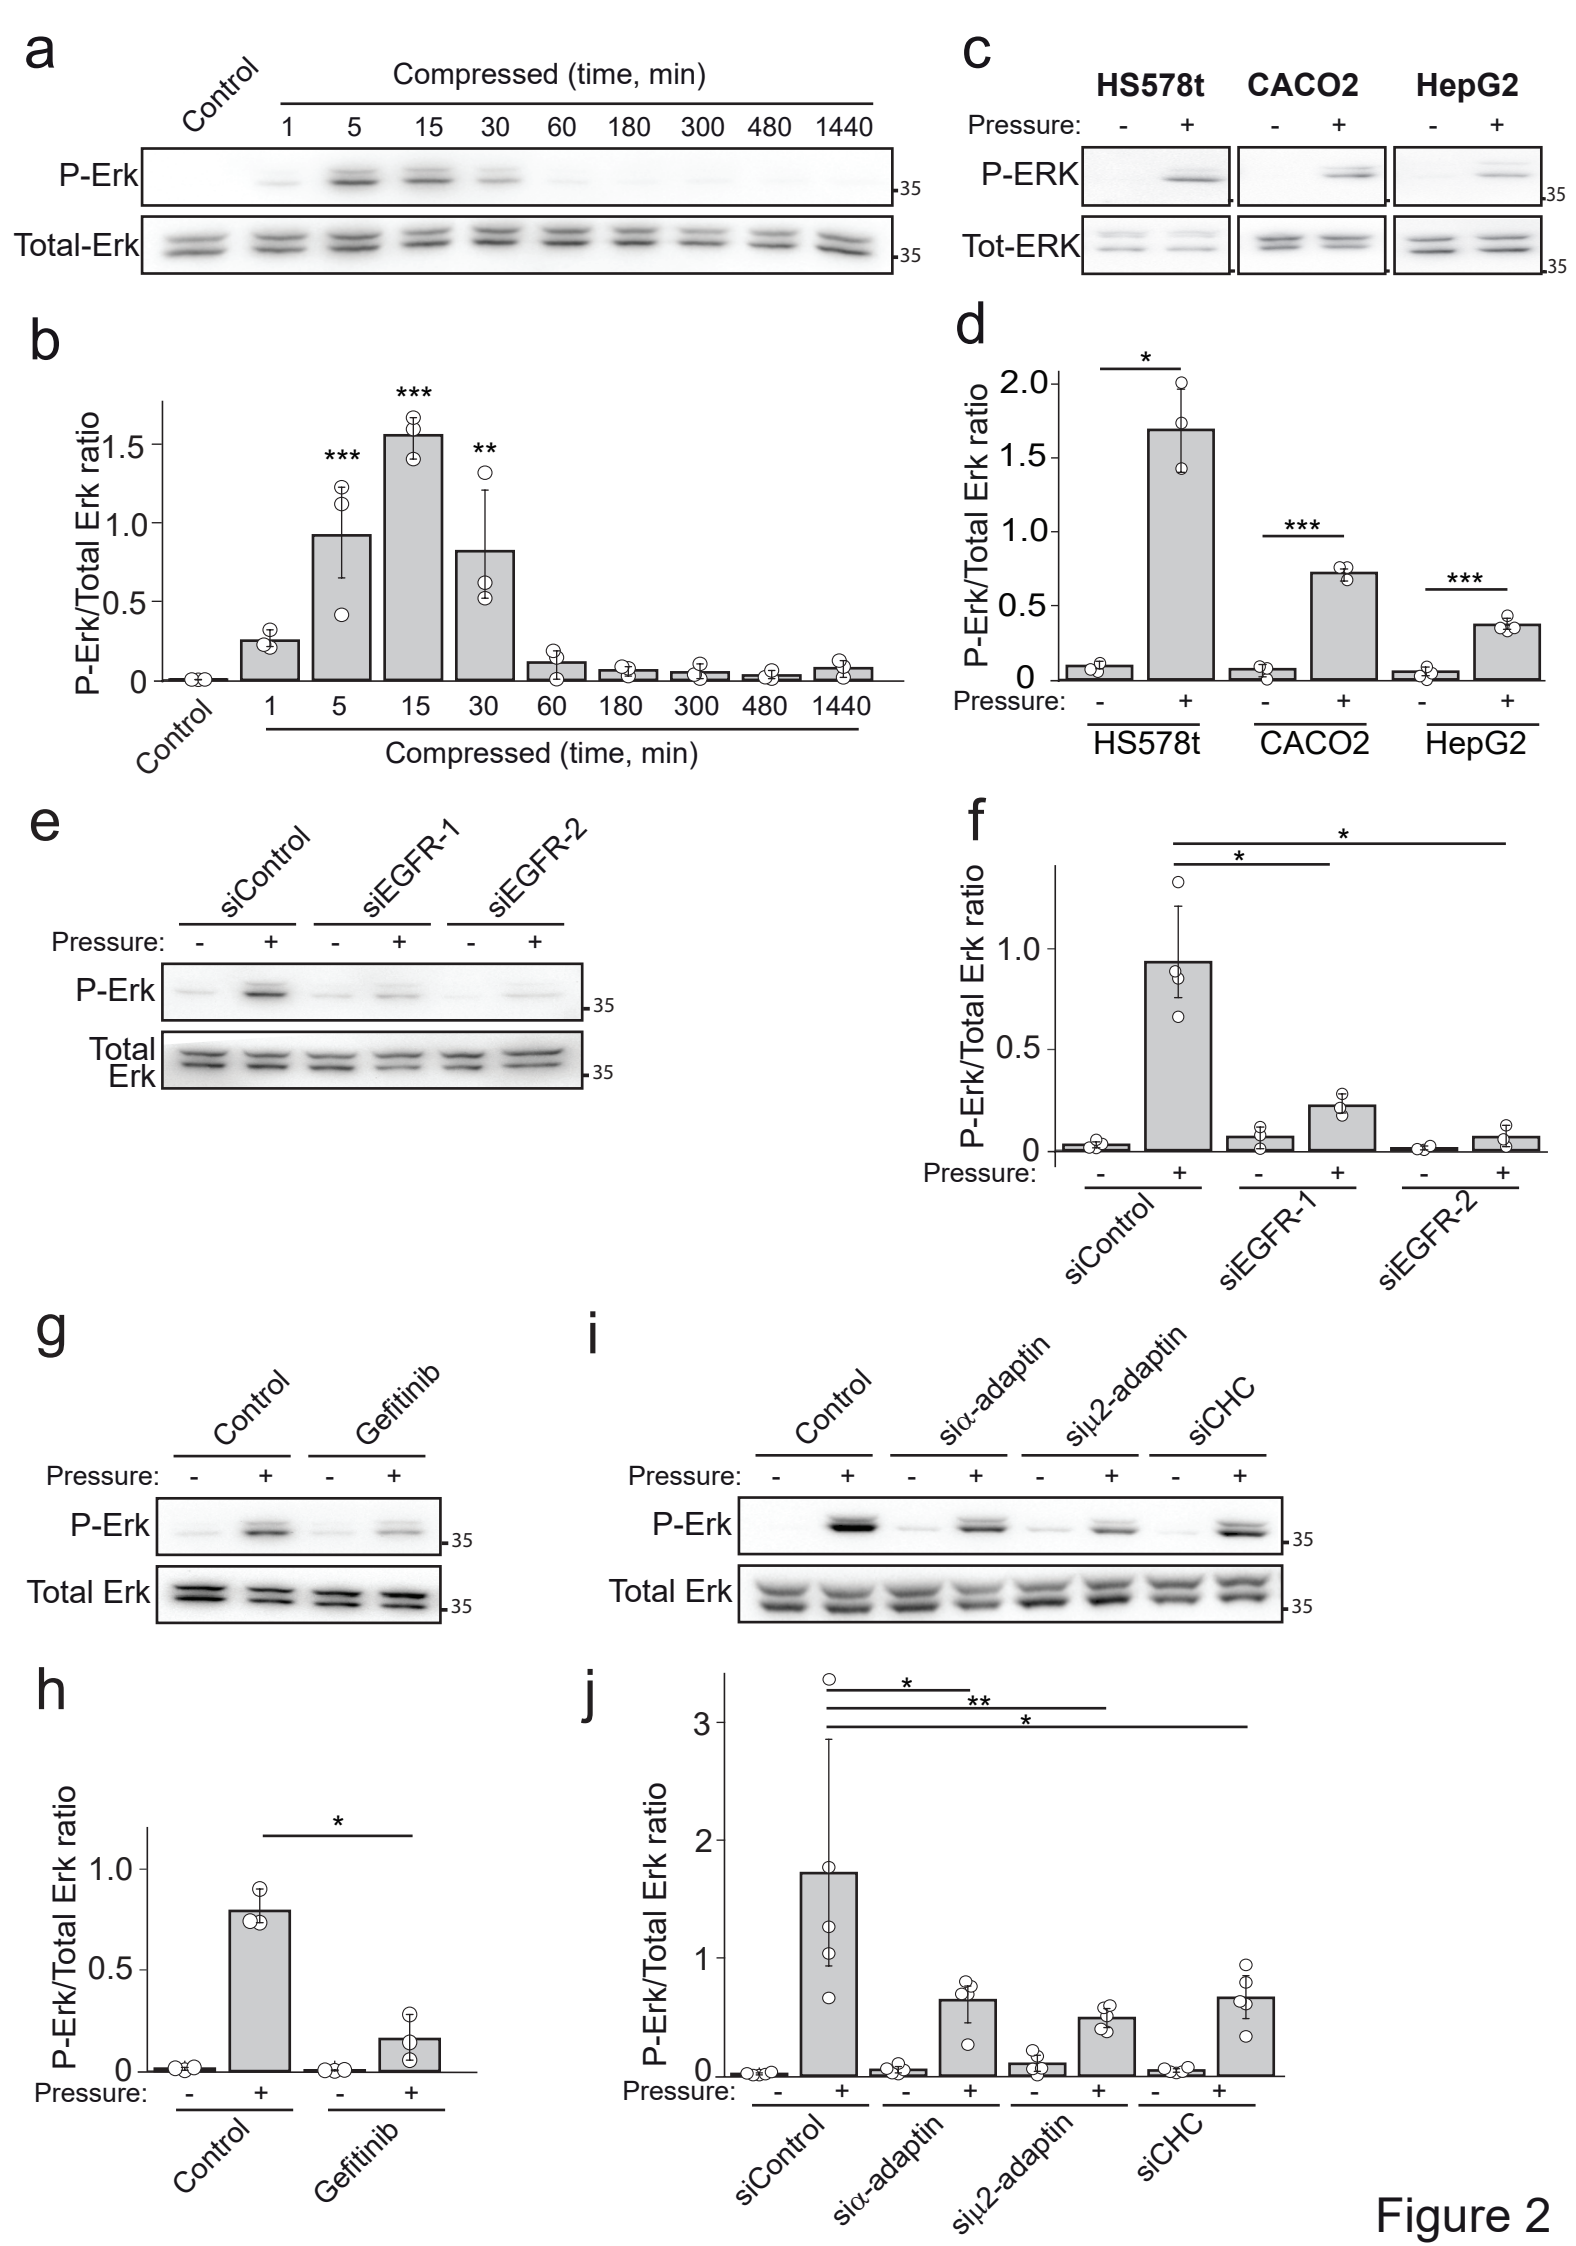 a
Control
Compressed (time, min)
1 5 15 30 60 180 300 480 1440
P-Erk
35
Total-Erk
35
c
HS578t CACO2 HepG2
Pressure: - + - + - +
P-ERK
35
Tot-ERK
35
b
P-Erk/Total Erk ratio
1.5
1.0
0.5
0
*** *** **
Control
1 5 15 30 60 180 300 480 1440
Compressed (time, min)
d
P-Erk/Total Erk ratio
2.0
1.5
1.0
0.5
0
* *** ***
Pressure: - + - + - +
HS578t CACO2 HepG2
e
siControl siEGFR-1 siEGFR-2
Pressure: - + - + - +
P-Erk
35
Total
Erk
35
f
P-Erk/Total Erk ratio
1.0
0.5
0
*
*
Pressure: - + - + - +
siControl siEGFR-1 siEGFR-2
g
Control Gefitinib
Pressure: - + - +
P-Erk
35
Total Erk
35
i
Control siα-adaptin siμ2-adaptin siCHC
Pressure: - + - + - + - +
P-Erk
35
Total Erk
35
h
P-Erk/Total Erk ratio
1.0
0.5
0
*
Pressure: - + - +
Control Gefitinib
j
P-Erk/Total Erk ratio
3
2
1
0
*
**
*
Pressure: - + - + - + - +
siControl siα-adaptin siμ2-adaptin siCHC
Figure 2